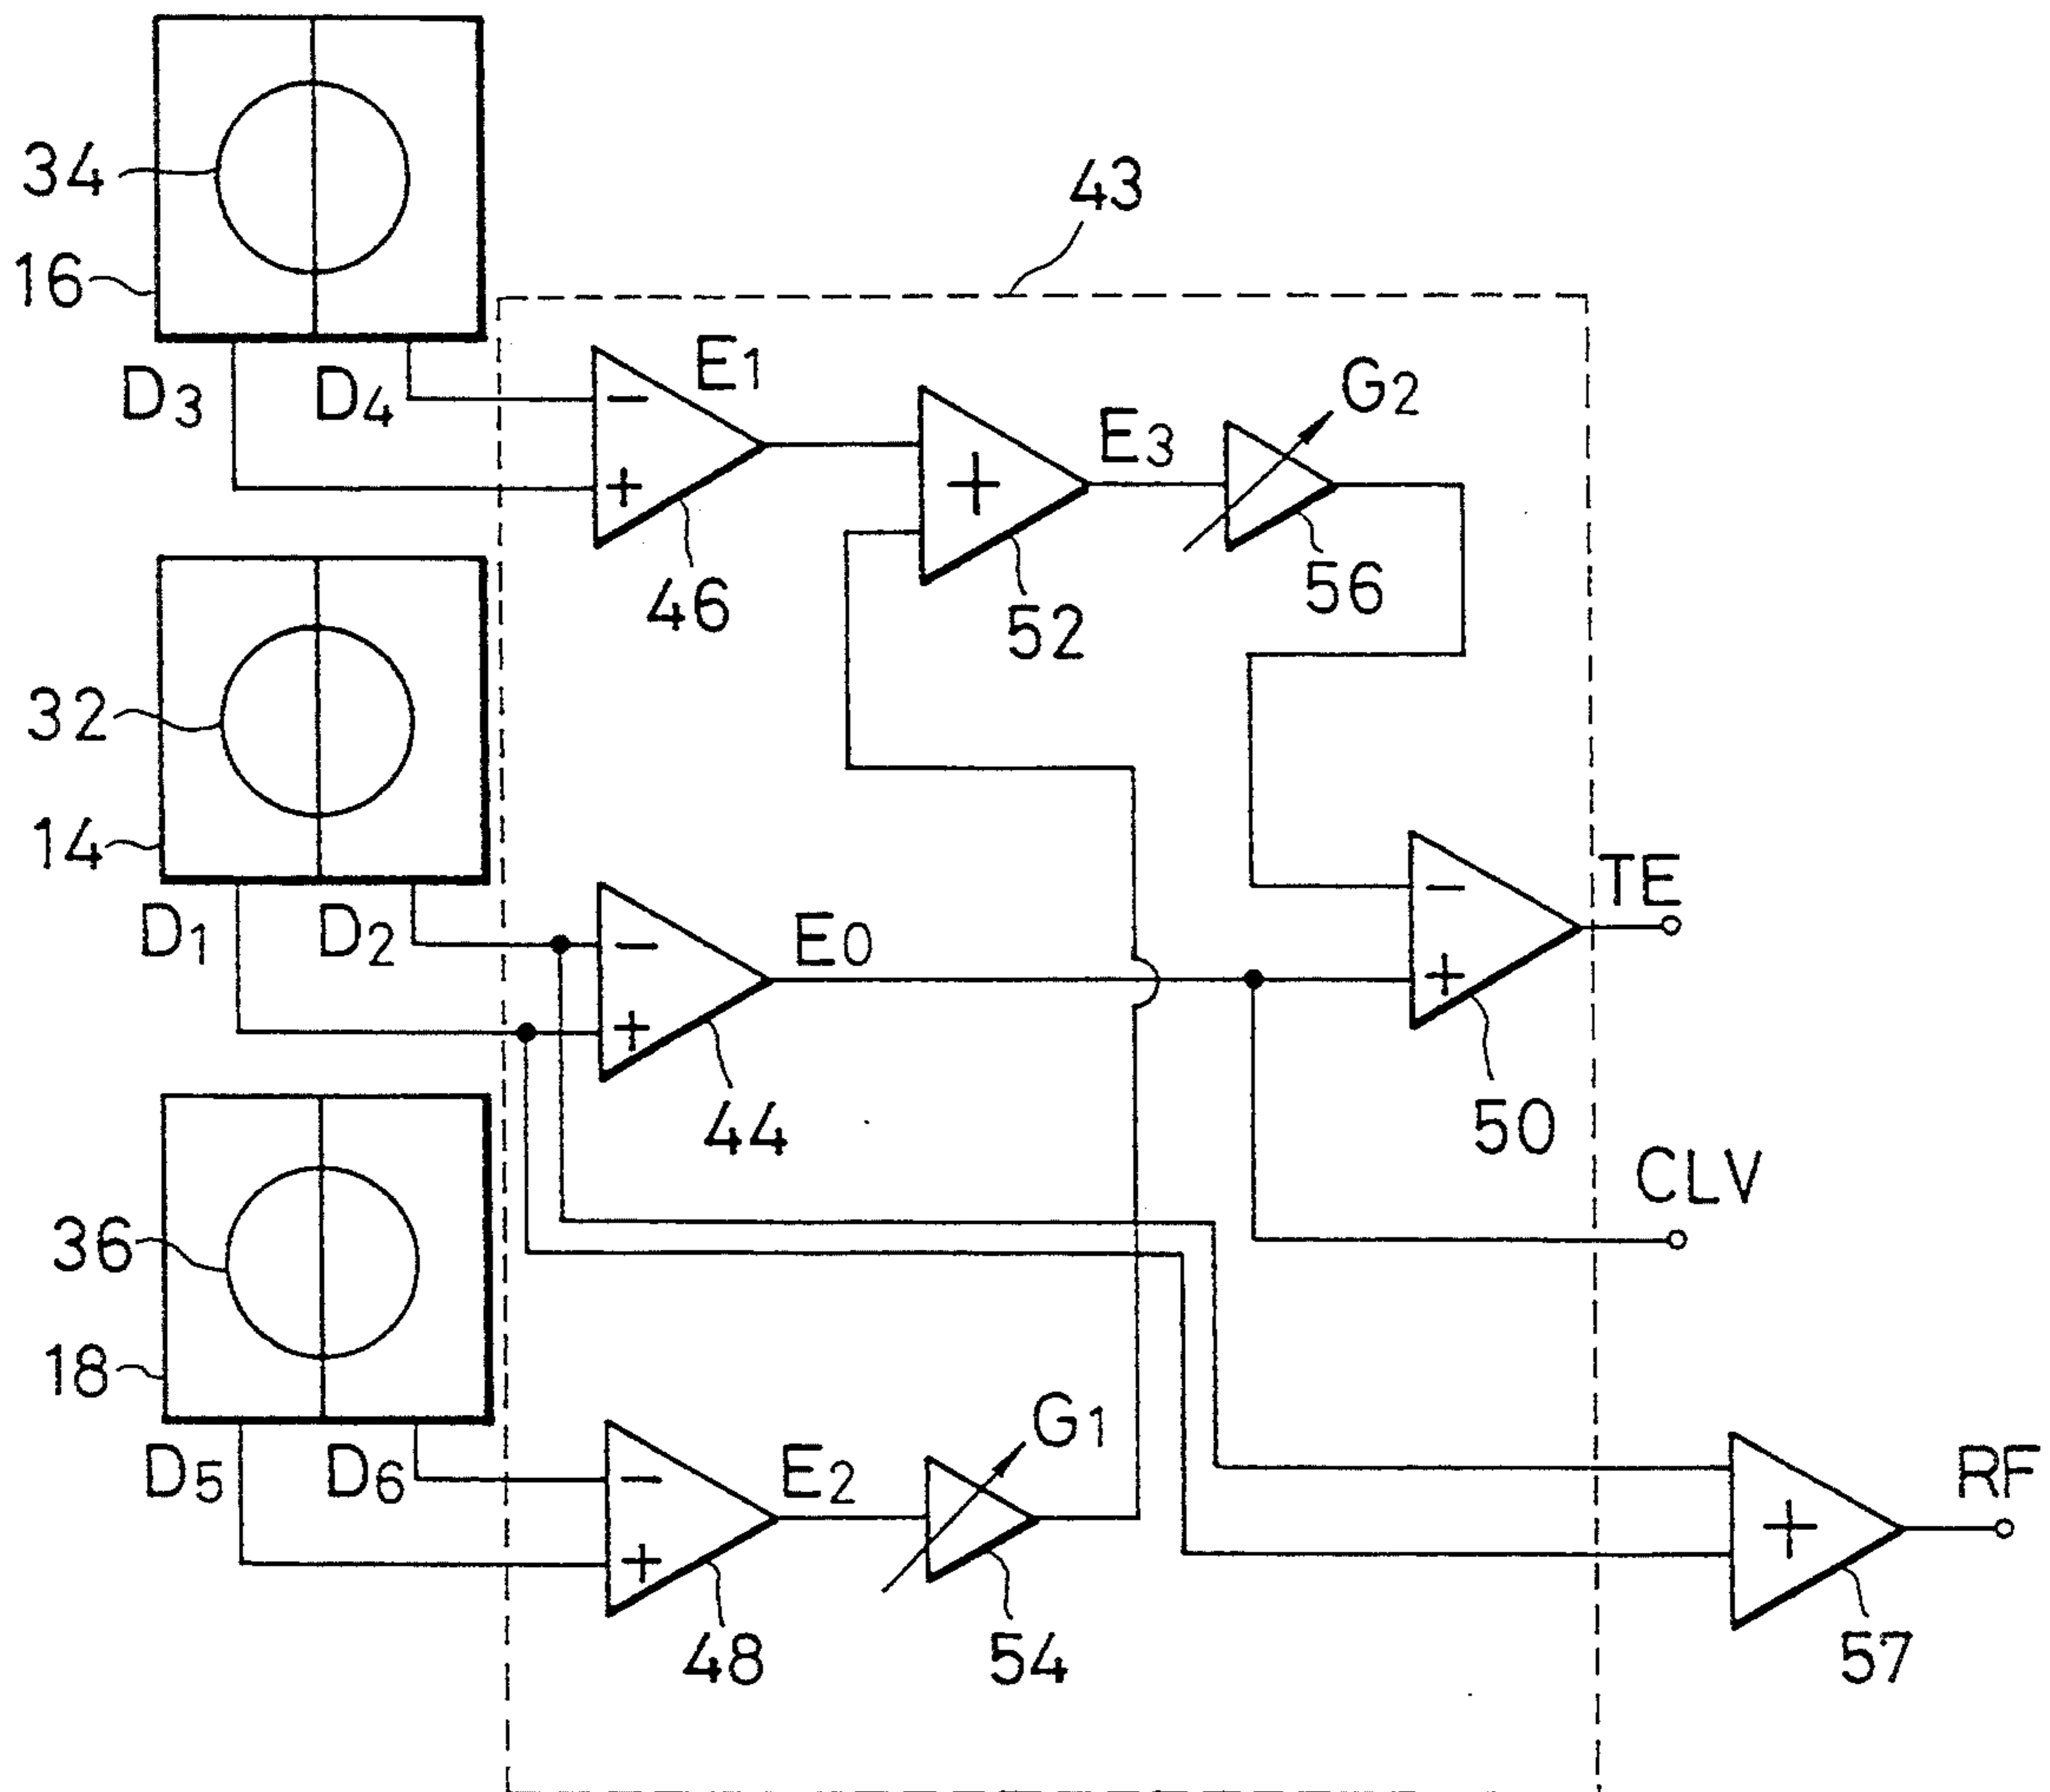 34
43
16
E1
G2
D3 D4
−
E3
+
+
56
46
52
32
14
TE
−
D1 D2
−
E0
+
+
44
50
CLV
36
18
G1
D5 D6
−
E2
RF
+
+
48
54
57